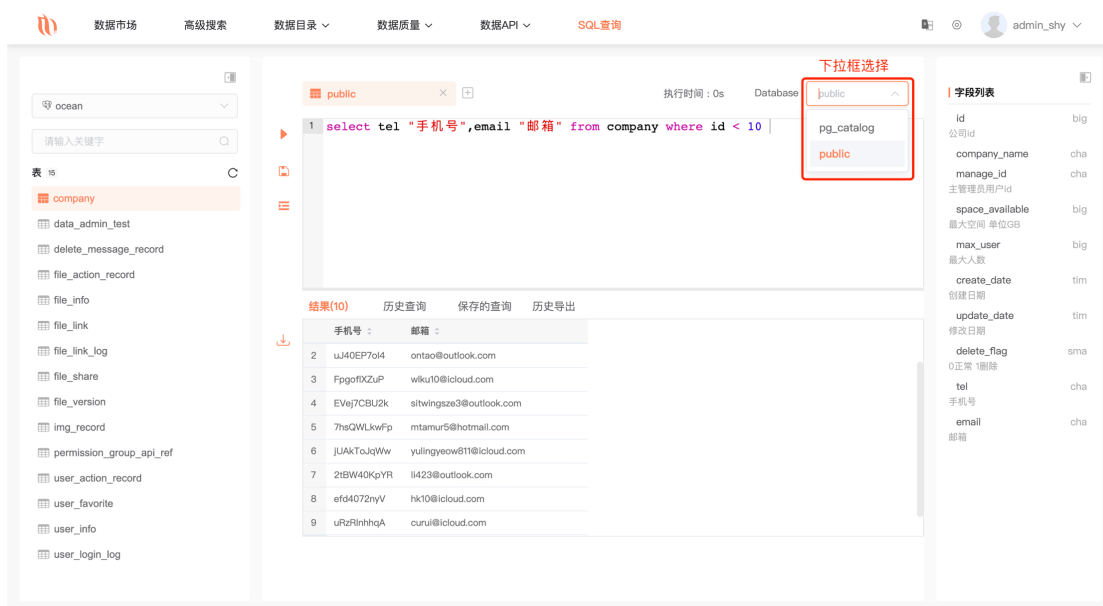 数据市场 高级搜索 数据目录 数据质量 数据API SQL查询 admin_shy
下拉框选择
ocean
请输入关键字
表 15
company
data_admin_test
delete_message_record
file_action_record
file_info
file_link
file_link_log
file_share
file_version
img_record
permission_group_api_ref
user_action_record
user_favorite
user_info
user_login_log
public 执行时间：0s Database public
pg_catalog
public
1 select tel "手机号",email "邮箱" from company where id < 10
结果(10) 历史查询 保存的查询 历史导出
手机号 邮箱
2 uJ40EP7ol4 ontao@outlook.com
3 FpgoflXZuP wlku10@icloud.com
4 EVej7CBU2k sitwingsze3@outlook.com
5 7hsQWLkwFp mtamur5@hotmail.com
6 jUAkToJqWw yulingyeow811@icloud.com
7 2tBW40KpYR li423@outlook.com
8 efd4072nyV hk10@icloud.com
9 uRzRlnhhqA curui@icloud.com
字段列表
id big
公司id
company_name cha
manage_id cha
主管理员用户id
space_available big
最大空间 单位GB
max_user big
最大人数
create_date tim
创建日期
update_date tim
修改日期
delete_flag sma
0正常 1删除
tel cha
手机号
email cha
邮箱